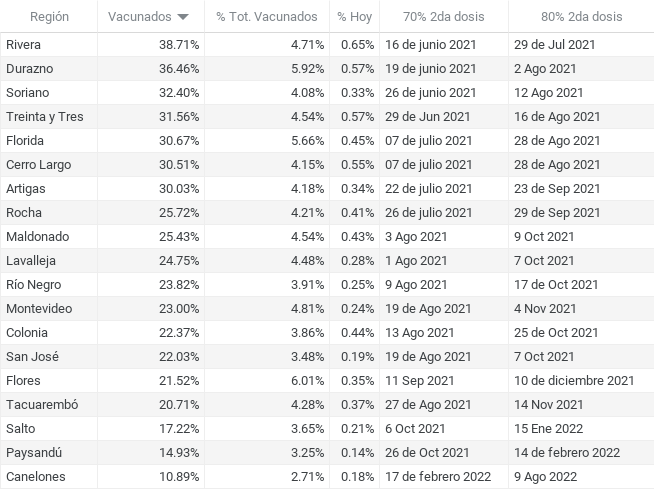 Región Vacunados % Tot. Vacunados % Hoy 70% 2da dosis 80% 2da dosis
Rivera 38.71% 4.71% 0.65% 16 de junio 2021 29 de Jul 2021
Durazno 36.46% 5.92% 0.57% 19 de junio 2021 2 Ago 2021
Soriano 32.40% 4.08% 0.33% 26 de junio 2021 12 Ago 2021
Treinta y Tres 31.56% 4.54% 0.57% 29 de Jun 2021 16 de Ago 2021
Florida 30.67% 5.66% 0.45% 07 de julio 2021 28 de Ago 2021
Cerro Largo 30.51% 4.15% 0.55% 07 de julio 2021 28 de Ago 2021
Artigas 30.03% 4.18% 0.34% 22 de julio 2021 23 de Sep 2021
Rocha 25.72% 4.21% 0.41% 26 de julio 2021 29 de Sep 2021
Maldonado 25.43% 4.54% 0.43% 3 Ago 2021 9 Oct 2021
Lavalleja 24.75% 4.48% 0.28% 1 Ago 2021 7 Oct 2021
Río Negro 23.82% 3.91% 0.25% 9 Ago 2021 17 de Oct 2021
Montevideo 23.00% 4.81% 0.24% 19 de Ago 2021 4 Nov 2021
Colonia 22.37% 3.86% 0.44% 13 Ago 2021 25 de Oct 2021
San José 22.03% 3.48% 0.19% 19 de Ago 2021 7 Oct 2021
Flores 21.52% 6.01% 0.35% 11 Sep 2021 10 de diciembre 2021
Tacuarembó 20.71% 4.28% 0.37% 27 de Ago 2021 14 Nov 2021
Salto 17.22% 3.65% 0.21% 6 Oct 2021 15 Ene 2022
Paysandú 14.93% 3.25% 0.14% 26 de Oct 2021 14 de febrero 2022
Canelones 10.89% 2.71% 0.18% 17 de febrero 2022 9 Ago 2022